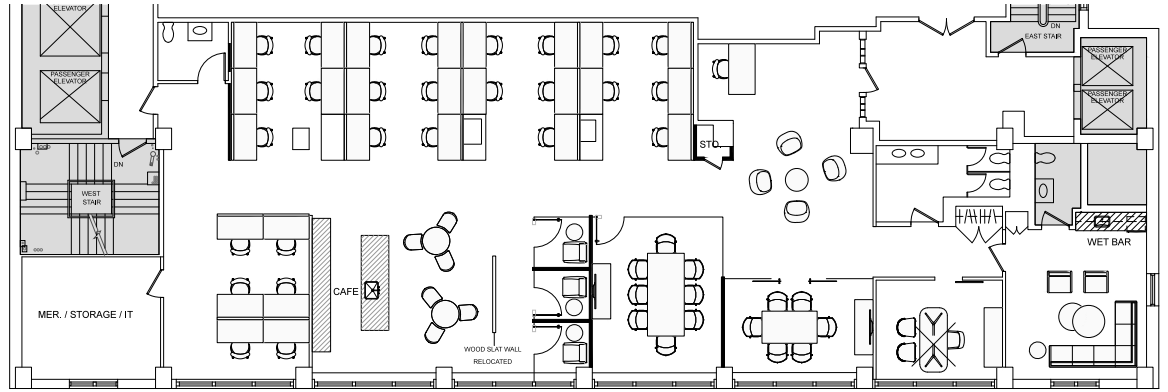 ELEVATOR
PASSENGER
ELEVATOR
DN
EAST STAIR
PASSENGER
ELEVATOR
PASSENGER
ELEVATOR
STO.
DN
WEST
STAIR
WET BAR
CAFE
MER. / STORAGE / IT
WOOD SLAT WALL
RELOCATED